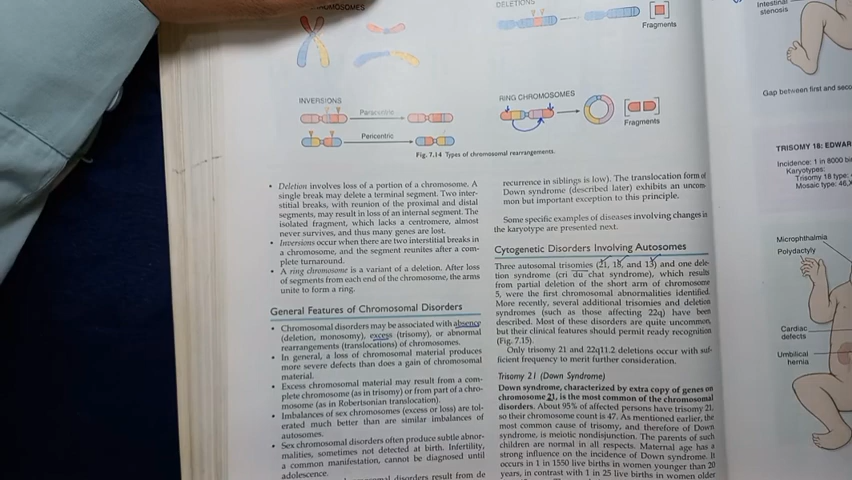 DELETIONS
Fragments
INVERSIONS
Paracentric
Pericentric
RING CHROMOSOMES
Fragments
Fig. 7.14 Types of chromosomal rearrangements.
• Deletion involves loss of a portion of a chromosome. A
single break may delete a terminal segment. Two inter-
stitial breaks, with reunion of the proximal and distal
segments, may result in loss of an internal segment. The
isolated fragment, which lacks a centromere, almost
never survives, and thus many genes are lost.
• Inversions occur when there are two interstitial breaks in
a chromosome, and the segment reunites after a com-
plete turnaround.
• A ring chromosome is a variant of a deletion. After loss
of segments from each end of the chromosome, the arms
unite to form a ring.
General Features of Chromosomal Disorders
• Chromosomal disorders may be associated with absence
(deletion, monosomy), excess (trisomy), or abnormal
rearrangements (translocations) of chromosomes.
• In general, a loss of chromosomal material produces
more severe defects than does a gain of chromosomal
material.
• Excess chromosomal material may result from a com-
plete chromosome (as in trisomy) or from part of a chro-
mosome (as in Robertsonian translocation).
• Imbalances of sex chromosomes (excess or loss) are tol-
erated much better than are similar imbalances of
autosomes.
• Sex chromosomal disorders often produce subtle abnor-
malities, sometimes not detected at birth. Infertility,
a common manifestation, cannot be diagnosed until
adolescence.
disorders result from de
recurrence in siblings is low). The translocation form of
Down syndrome (described later) exhibits an uncom-
mon but important exception to this principle.
Some specific examples of diseases involving changes in
the karyotype are presented next.
Cytogenetic Disorders Involving Autosomes
Three autosomal trisomies (21, 18, and 13) and one dele-
tion syndrome (cri du chat syndrome), which results
from partial deletion of the short arm of chromosome
5, were the first chromosomal abnormalities identified.
More recently, several additional trisomies and deletion
syndromes (such as those affecting 22q) have been
described. Most of these disorders are quite uncommon,
but their clinical features should permit ready recognition
(Fig. 7.15).
Only trisomy 21 and 22q11.2 deletions occur with suf-
ficient frequency to merit further consideration.
Trisomy 21 (Down Syndrome)
Down syndrome, characterized by extra copy of genes on
chromosome 21, is the most common of the chromosomal
disorders. About 95% of affected persons have trisomy 21,
so their chromosome count is 47. As mentioned earlier, the
most common cause of trisomy, and therefore of Down
syndrome, is meiotic nondisjunction. The parents of such
children are normal in all respects. Maternal age has a
strong influence on the incidence of Down syndrome. It
occurs in 1 in 1550 live births in women younger than 20
years, in contrast with 1 in 25 live births in women older
Intestinal
stenosis
Gap between first and
TRISOMY 18:
Incidence: 1 in 8000
Karyotypes:
Trisomy 18 type:
Mosaic type:
Microphthalmia
Polydactyly
Cardiac
defects
Umbilical
hernia